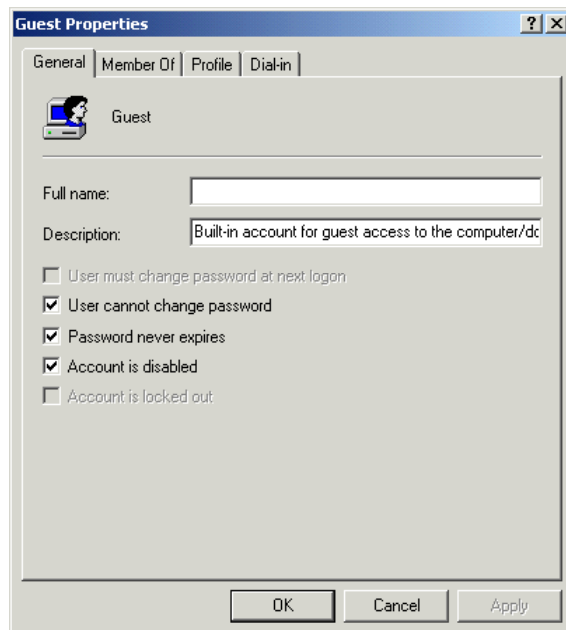 Guest Properties
General Member Of Profile Dial-in
Guest
Full name:
Description: Built-in account for guest access to the computer/dc
User must change password at next logon
User cannot change password
Password never expires
Account is disabled
Account is locked out
OK Cancel Apply